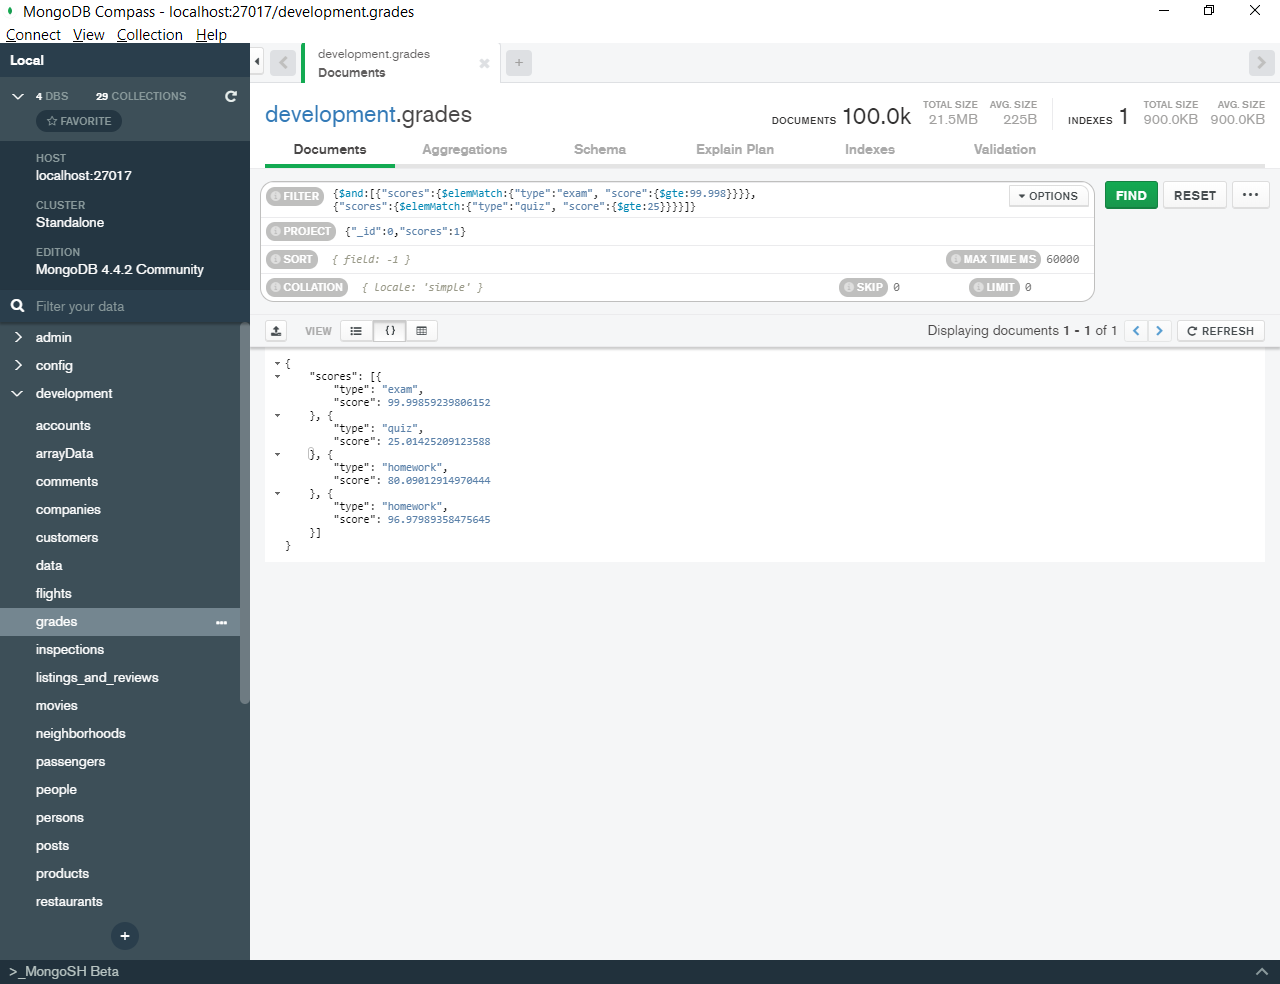 MongoDB Compass - localhost:27017/development.grades
Connect View Collection Help
Local
4 DBS 29 COLLECTIONS
FAVORITE
HOST
localhost:27017
CLUSTER
Standalone
EDITION
MongoDB 4.4.2 Community
Filter your data
admin
config
development
accounts
arrayData
comments
companies
customers
data
flights
grades
inspections
listings_and_reviews
movies
neighborhoods
passengers
people
persons
posts
products
restaurants
+
>_MongoSH Beta
development.grades
Documents
+
development.grades
DOCUMENTS 100.0k TOTAL SIZE 21.5MB AVG. SIZE 225B INDEXES 1 TOTAL SIZE 900.0KB AVG. SIZE 900.0KB
Documents Aggregations Schema Explain Plan Indexes Validation
FILTER {$and:[{"scores":{$elemMatch:{"type":"exam", "score":{$gte:99.998}}}},
{"scores":{$elemMatch:{"type":"quiz", "score":{$gte:25}}}}]}
OPTIONS FIND RESET ...
PROJECT {"_id":0,"scores":1}
SORT { field: -1 } MAX TIME MS 60000
COLLATION { locale: 'simple' } SKIP 0 LIMIT 0
VIEW {} Displaying documents 1 - 1 of 1 < > REFRESH
{
"scores": [{
"type": "exam",
"score": 99.99859239806152
}, {
"type": "quiz",
"score": 25.01425209123588
}, {
"type": "homework",
"score": 80.09012914970444
}, {
"type": "homework",
"score": 96.97989358475645
}]
}